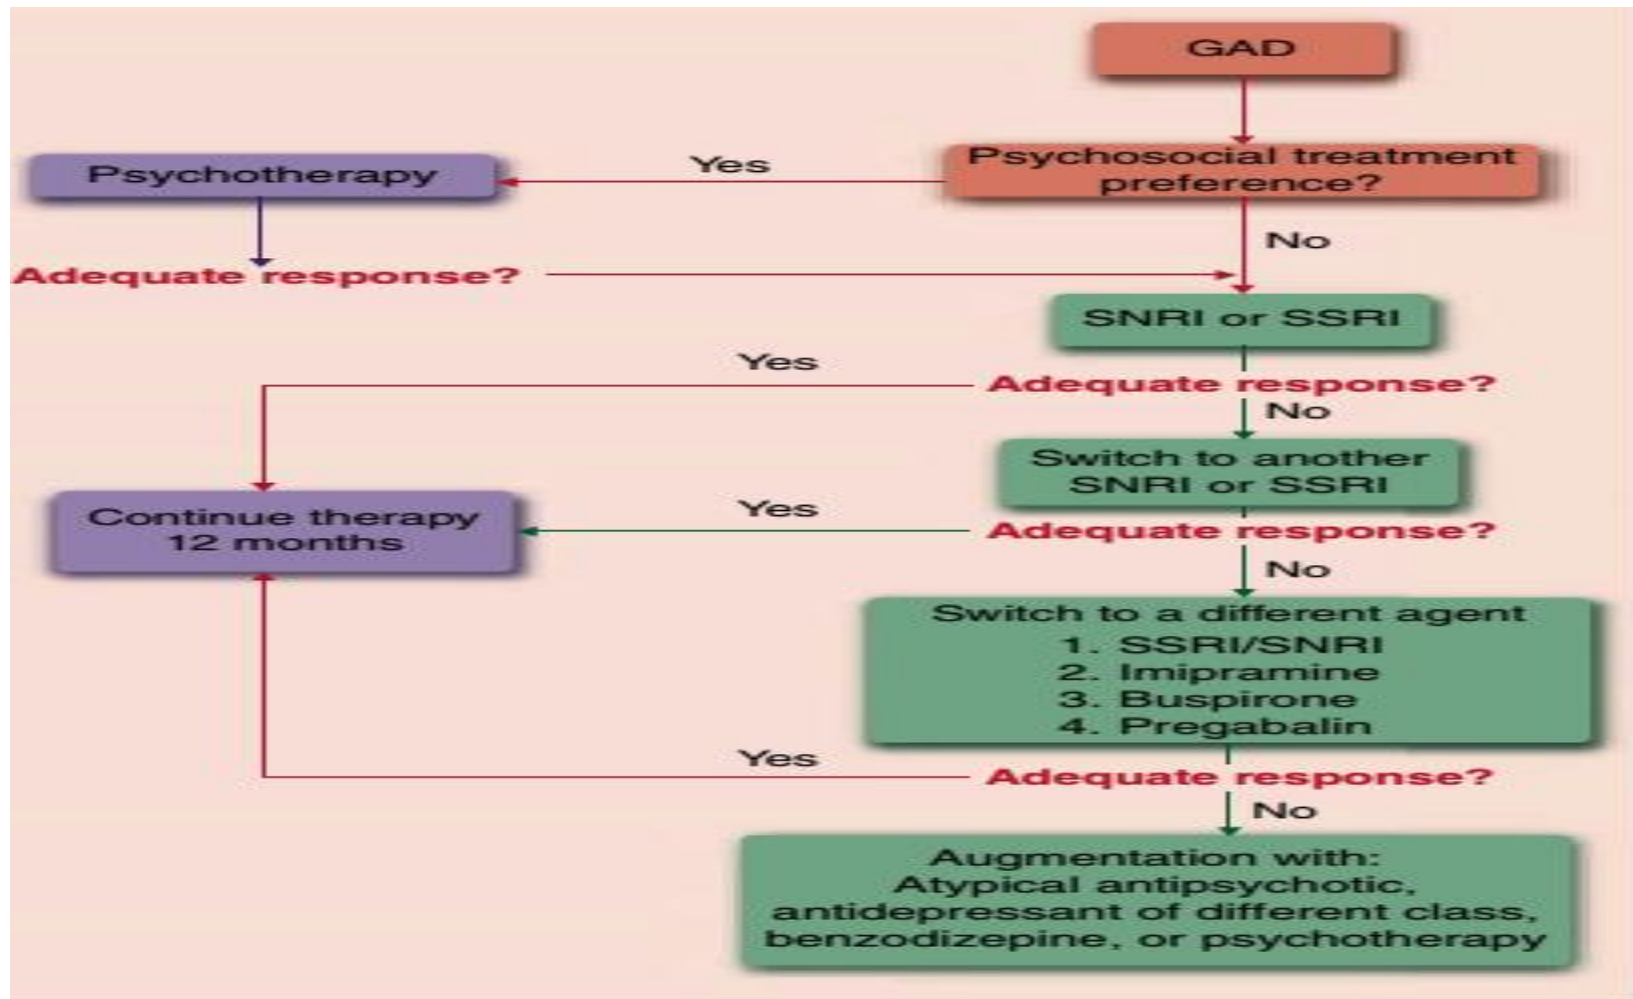 GAD
Psychosocial treatment
preference?
Yes
Psychotherapy
No
Adequate response?
SNRI or SSRI
Yes
Adequate response?
No
Switch to another
SNRI or SSRI
Continue therapy
12 months
Yes
Adequate response?
No
Switch to a different agent
1. SSRI/SNRI
2. Imipramine
3. Buspirone
4. Pregabalin
Yes
Adequate response?
No
Augmentation with:
Atypical antipsychotic,
antidepressant of different class,
benzodizepine, or psychotherapy